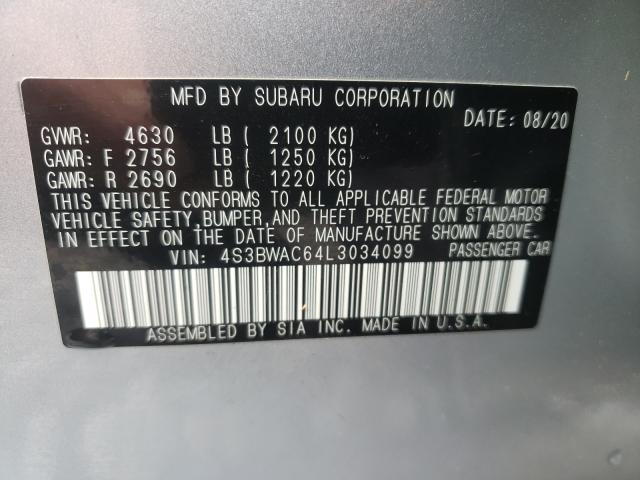 MFD BY SUBARU CORPORATION
DATE: 08/20
GVWR: 4630 LB ( 2100 KG)
GAWR: F 2756 LB ( 1250 KG)
GAWR: R 2690 LB ( 1220 KG)
THIS VEHICLE CONFORMS TO ALL APPLICABLE FEDERAL MOTOR
VEHICLE SAFETY,BUMPER,AND THEFT PREVENTION STANDARDS
IN EFFECT ON THE DATE OF MANUFACTURE SHOWN ABOVE.
VIN: 4S3BWAC64L3034099 PASSENGER CAR
ASSEMBLED BY SIA INC. MADE IN U.S.A.